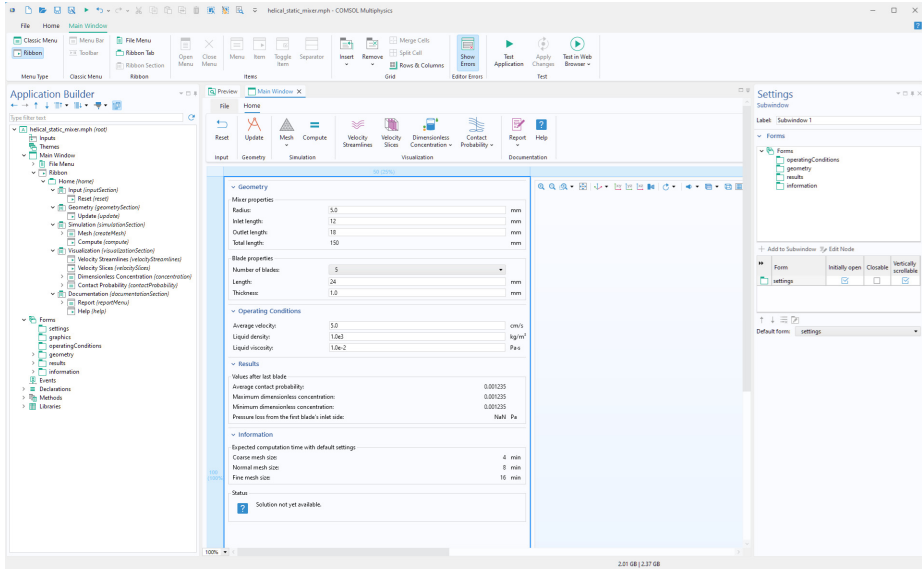 helical_static_mixer.mph - COMSOL Multiphysics
File Home Main Window
Classic Menu
Ribbon
Menu Type
Menu Bar
Toolbar
Classic Menu
File Menu
Ribbon Tab
Ribbon Section
Ribbon
Open Menu
Close Menu
Menu
Item
Toggle Item
Separator
Items
Insert
Remove
Merge Cells
Split Cell
Rows & Columns
Grid
Show Errors
Editor Errors
Test Application
Apply Changes
Test in Web Browser
Test
Application Builder
Type filter text
helical_static_mixer.mph (root)
Inputs
Themes
Main Window
File Menu
Ribbon
Home (home)
Input (inputSection)
Reset (reset)
Geometry (geometrySection)
Update (update)
Simulation (simulationSection)
Mesh (createMesh)
Compute (compute)
Visualization (visualizationSection)
Velocity Streamlines (velocityStreamlines)
Velocity Slices (velocitySlices)
Dimensionless Concentration (concentration)
Contact Probability (contactProbability)
Documentation (documentationSection)
Report (reportMenu)
Help (help)
Forms
settings
graphics
operatingConditions
geometry
results
information
Events
Declarations
Methods
Libraries
Preview Main Window
File Home
Reset
Input
Update
Geometry
Mesh
Compute
Simulation
Velocity Streamlines
Velocity Slices
Dimensionless Concentration
Contact Probability
Visualization
Report
Help
Documentation
Geometry
Mixer properties
Radius: 5.0 mm
Inlet length: 12 mm
Outlet length: 18 mm
Total length: 150 mm
Blade properties
Number of blades: 5
Length: 24 mm
Thickness: 1.0 mm
Operating Conditions
Average velocity: 5.0 cm/s
Liquid density: 1.0e3 kg/m³
Liquid viscosity: 1.0e-2 Pa·s
Results
Values after last blade
Average contact probability: 0.001235
Maximum dimensionless concentration: 0.001235
Minimum dimensionless concentration: 0.001235
Pressure loss from the first blade's inlet side: NaN Pa
Information
Expected computation time with default settings
Coarse mesh size: 4 min
Normal mesh size: 8 min
Fine mesh size: 16 min
Status
Solution not yet available.
100%
Settings
Subwindow
Label: Subwindow 1
Forms
Forms
operatingConditions
geometry
results
information
Add to Subwindow Edit Node
Form Initially open Closable Vertically scrollable
settings
Default form: settings
2.01 GB | 2.37 GB